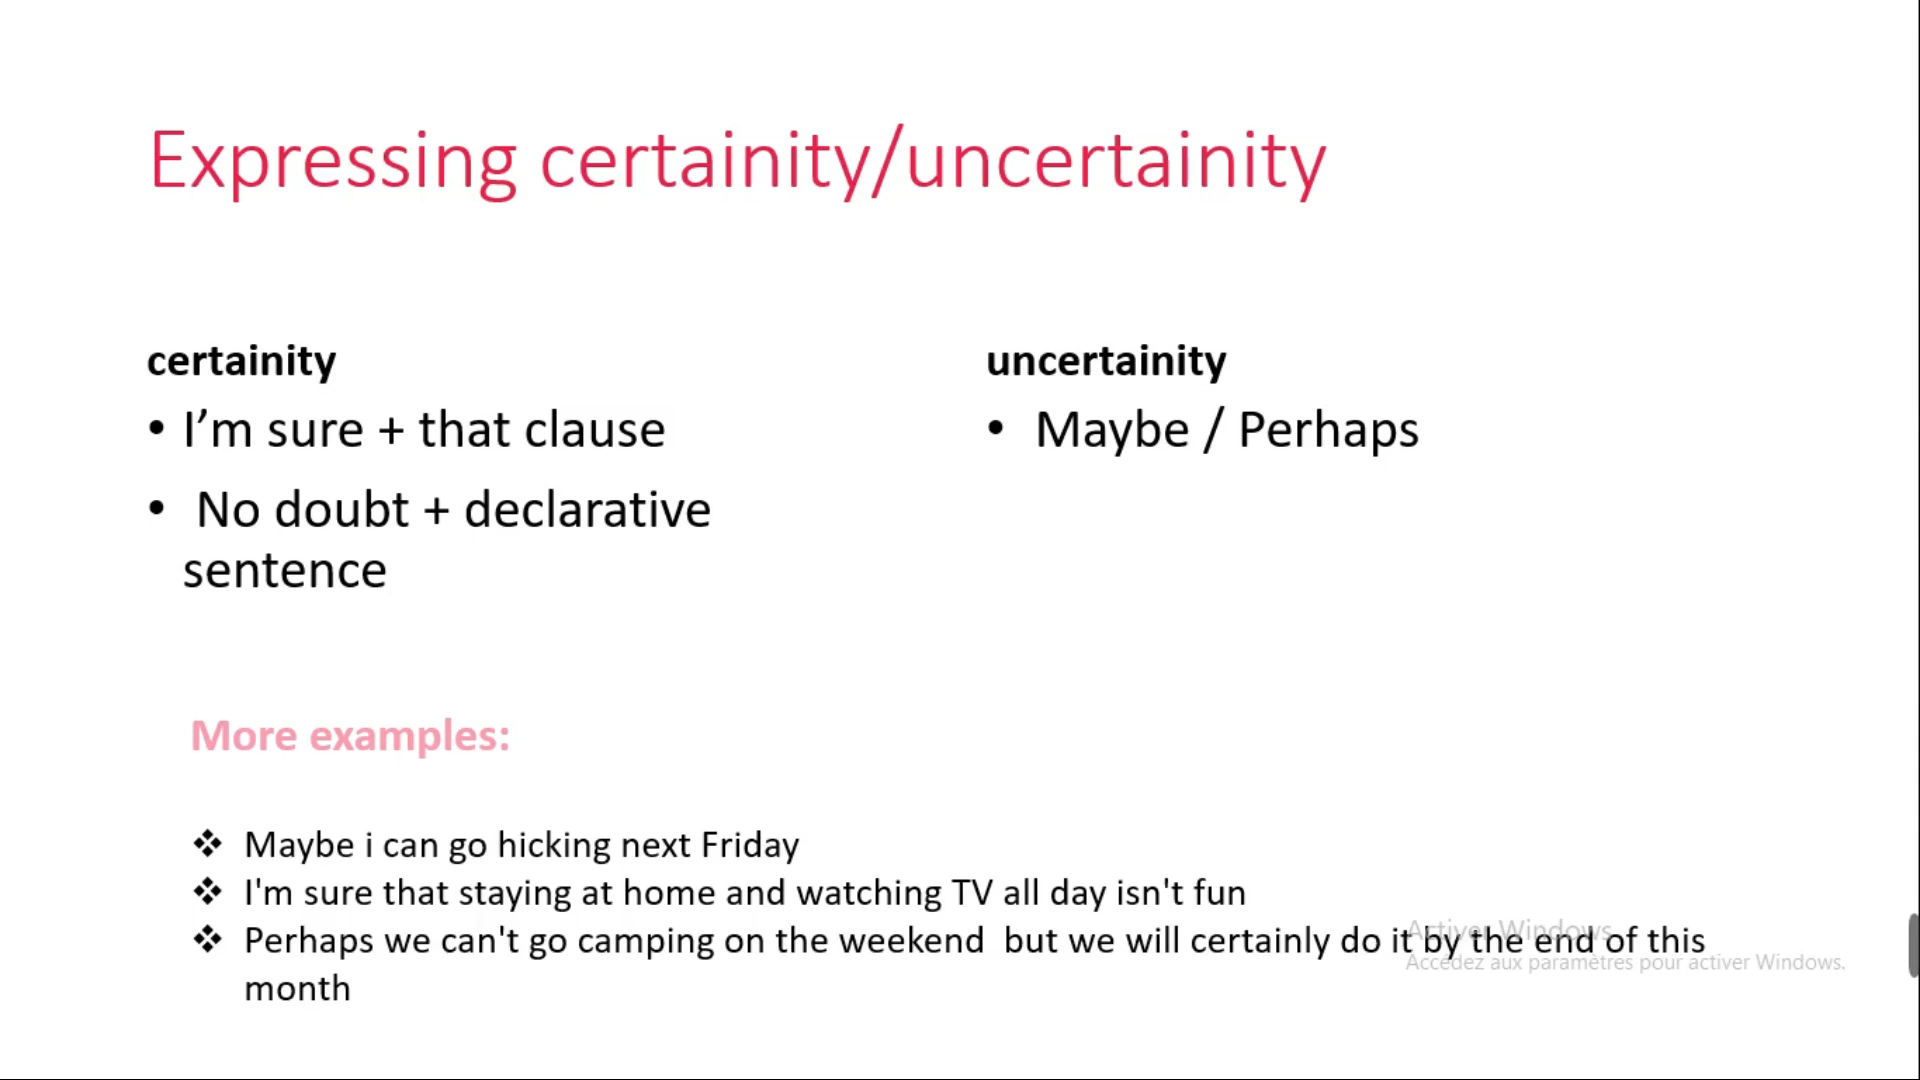 Expressing certainity/uncertainity
certainity
• I’m sure + that clause
• No doubt + declarative
sentence
uncertainity
• Maybe / Perhaps
More examples:
❖ Maybe i can go hicking next Friday
❖ I'm sure that staying at home and watching TV all day isn't fun
❖ Perhaps we can't go camping on the weekend but we will certainly do it by the end of this
month
Activer Windows
Accédez aux paramètres pour activer Windows.